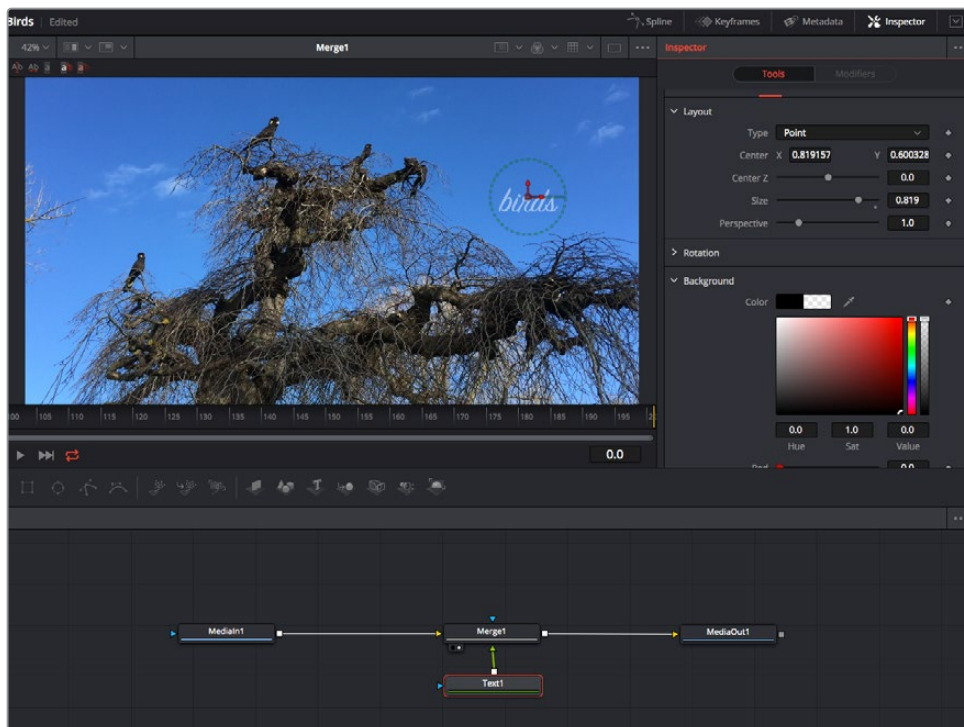 Birds Edited Spline Keyframes Metadata Inspector
42% Merge1 Inspector
Tools Modifiers
Layout
Type Point
Center X 0.819157 Y 0.600328
Center Z 0.0
Size 0.819
Perspective 1.0
birds
Rotation
Background
Color
100 105 110 115 120 125 130 135 140 145 150 155 160 165 170 175 180 185 190 195
0.0 1.0 0.0
Hue Sat Value
0.0
Red 0.0
MediaIn1 Merge1 MediaOut1
Text1